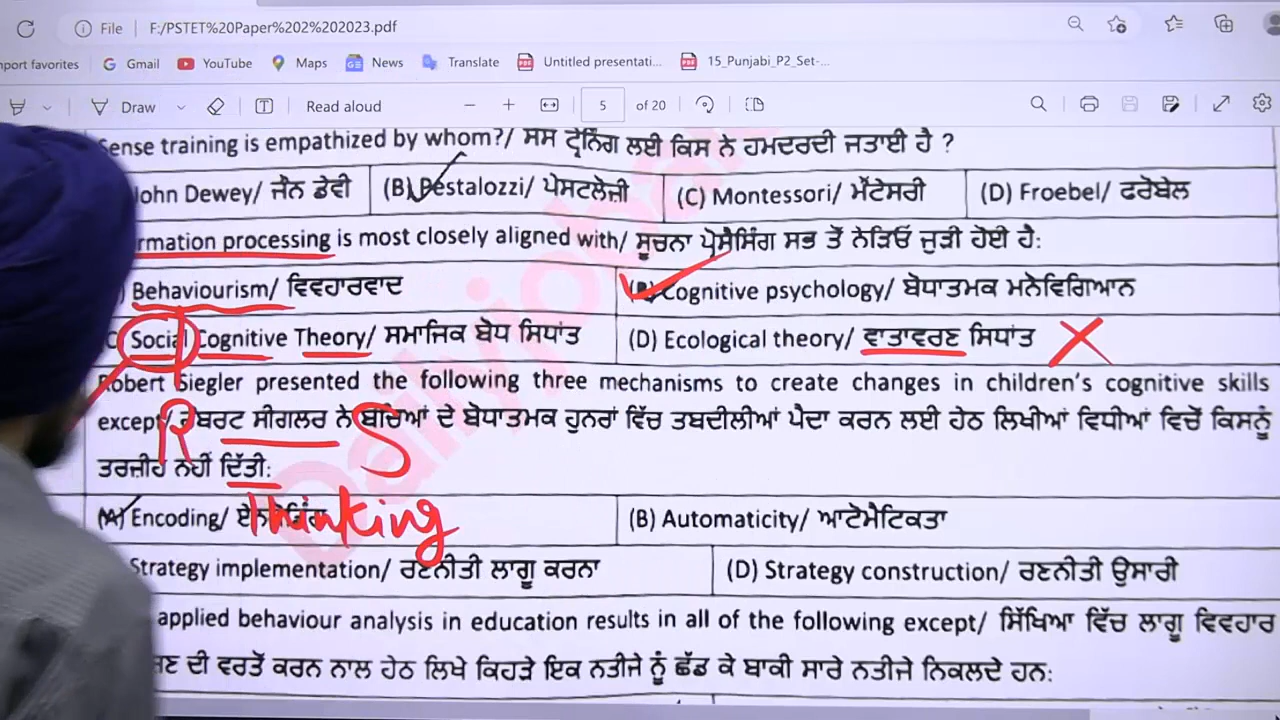 File F:/PSTET%20Paper%202%202023.pdf
mport favorites Gmail YouTube Maps News Translate Untitled presentati... 15_Punjabi_P2_Set-...
Draw Read aloud 5 of 20
Sense training is empathized by whom?/ ਸਸ ਟ੍ਰੇਨਿੰਗ ਲਈ ਕਿਸ ਨੇ ਹਮਦਰਦੀ ਜਤਾਈ ਹੈ ?
John Dewey/ ਜੌਨ ਡੇਵੀ (B) Pestalozzi/ ਪੇਸਟਲੋਜ਼ੀ (C) Montessori/ ਮੌਂਟੇਸਰੀ (D) Froebel/ ਫਰੋਬੇਲ
rmation processing is most closely aligned with/ ਸੂਚਨਾ ਪ੍ਰੋਸੈਸਿੰਗ ਸਭ ਤੋਂ ਨੇੜਿਓਂ ਜੁੜੀ ਹੋਈ ਹੈ:
Behaviourism/ ਵਿਵਹਾਰਵਾਦ (B) Cognitive psychology/ ਬੋਧਾਤਮਕ ਮਨੋਵਿਗਿਆਨ
Social Cognitive Theory/ ਸਮਾਜਿਕ ਬੋਧ ਸਿਧਾਂਤ (D) Ecological theory/ ਵਾਤਾਵਰਣ ਸਿਧਾਂਤ
Robert Siegler presented the following three mechanisms to create changes in children's cognitive skills
except/ ਰੋਬਰਟ ਸੀਗਲਰ ਨੇ ਬੱਚਿਆਂ ਦੇ ਬੋਧਾਤਮਕ ਹੁਨਰਾਂ ਵਿੱਚ ਤਬਦੀਲੀਆਂ ਪੈਦਾ ਕਰਨ ਲਈ ਹੇਠ ਲਿਖੀਆਂ ਵਿਧੀਆਂ ਵਿਚੋਂ ਕਿਸਨੂੰ
R S
ਤਰਜੀਹ ਨਹੀਂ ਦਿੱਤੀ:
(A) Encoding/ Thinking (B) Automaticity/ ਆਟੋਮੈਟਿਕਤਾ
Strategy implementation/ ਰਣਨੀਤੀ ਲਾਗੂ ਕਰਨਾ (D) Strategy construction/ ਰਣਨੀਤੀ ਉਸਾਰੀ
applied behaviour analysis in education results in all of the following except/ ਸਿੱਖਿਆ ਵਿੱਚ ਲਾਗੂ ਵਿਵਹਾਰ
ਦੀ ਵਰਤੋਂ ਕਰਨ ਨਾਲ ਹੇਠ ਲਿਖੇ ਕਿਹੜੇ ਇਕ ਨਤੀਜੇ ਨੂੰ ਛੱਡ ਕੇ ਬਾਕੀ ਸਾਰੇ ਨਤੀਜੇ ਨਿਕਲਦੇ ਹਨ: